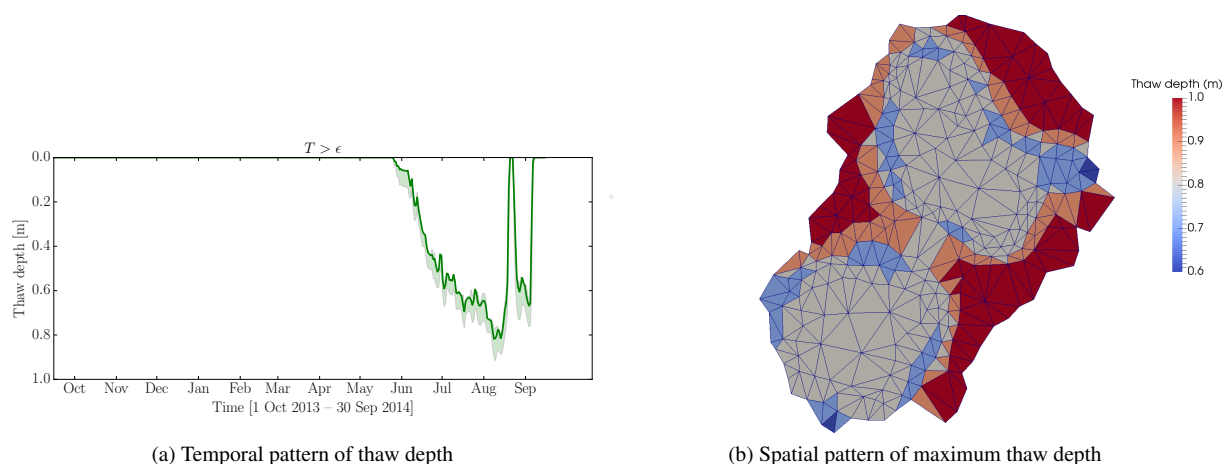 T > ϵ
0.0
0.2
0.4
0.6
0.8
1.0
Thaw depth [m]
Oct Nov Dec Jan Feb Mar Apr May Jun Jul Aug Sep
Time [1 Oct 2013 – 30 Sep 2014]
(a) Temporal pattern of thaw depth
Thaw depth (m)
1.0
0.9
0.8
0.7
0.6
(b) Spatial pattern of maximum thaw depth